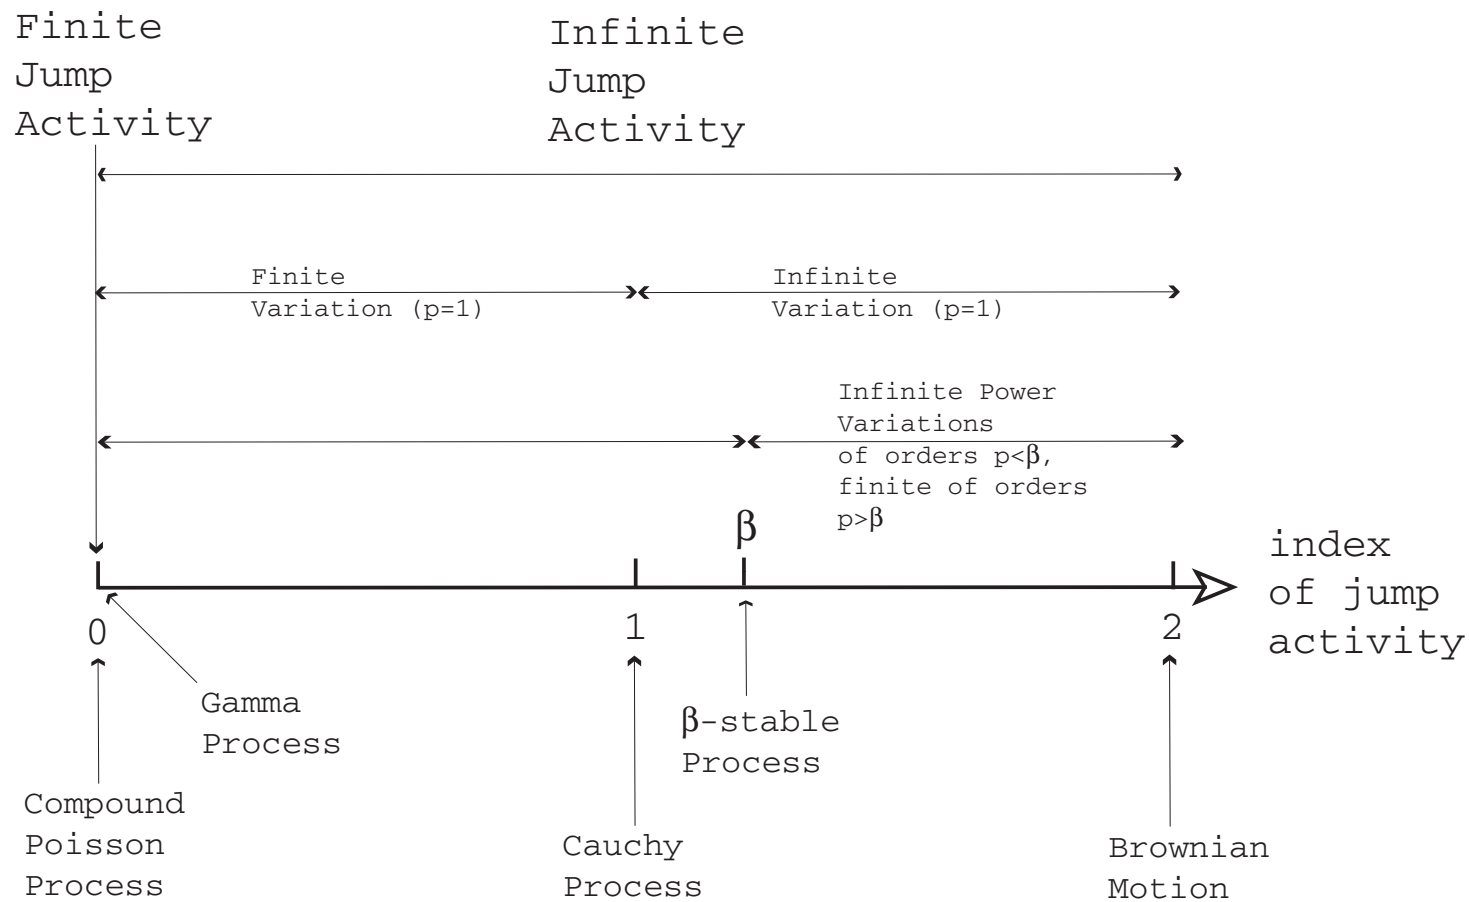 Finite
Jump
Activity
Infinite
Jump
Activity
Finite
Variation (p=1)
Infinite
Variation (p=1)
Infinite Power
Variations
of orders p<β,
finite of orders
p>β
β
index
of jump
activity
0
1
2
Gamma
Process
β-stable
Process
Compound
Poisson
Process
Cauchy
Process
Brownian
Motion